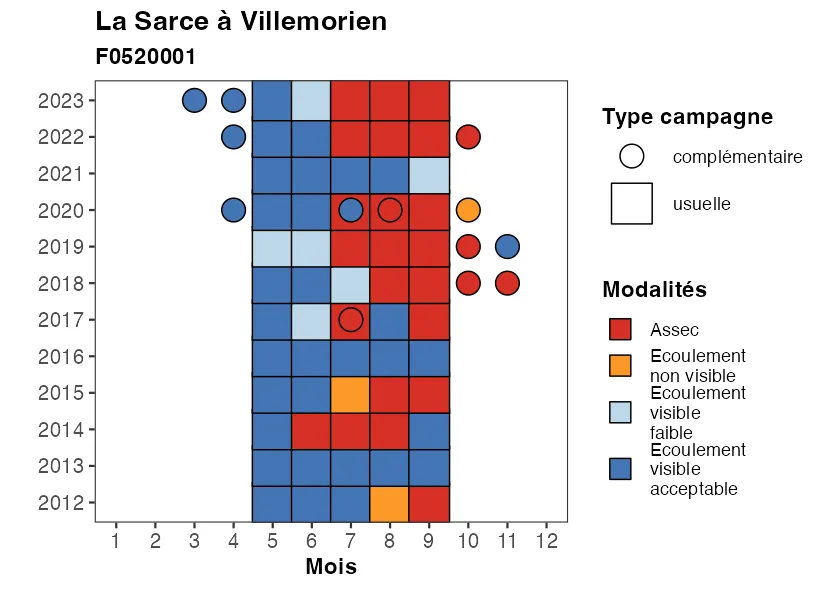 La Sarce à Villemorien
F0520001
2023
2022
2021
2020
2019
2018
2017
2016
2015
2014
2013
2012
1 2 3 4 5 6 7 8 9 10 11 12
Mois
Type campagne
complémentaire
usuelle
Modalités
Assec
Ecoulement
non visible
Ecoulement
visible
faible
Ecoulement
visible
acceptable